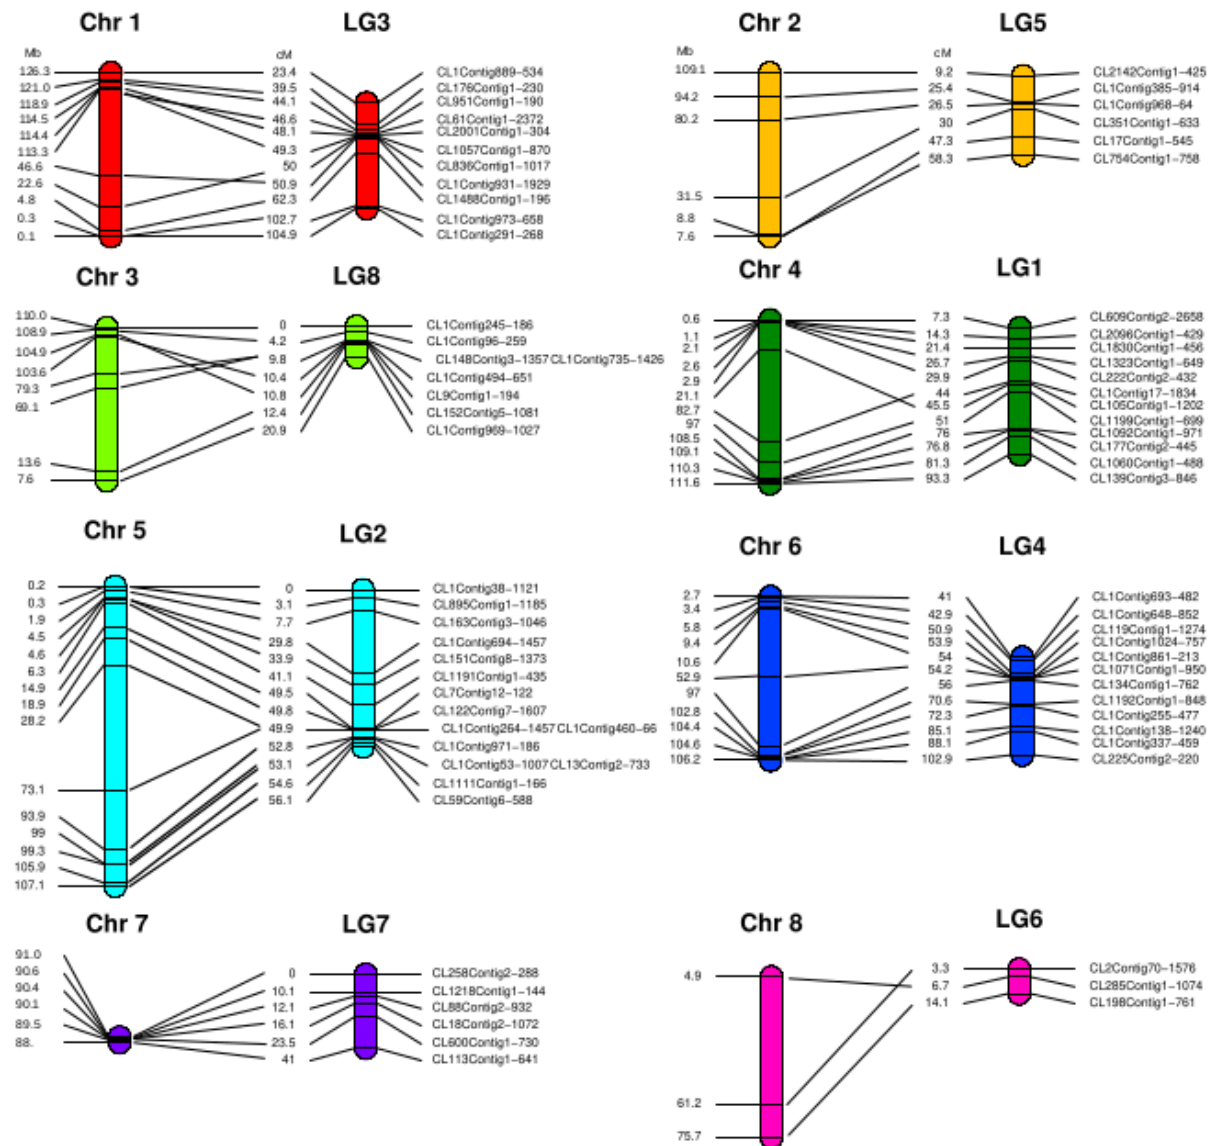 Chr 1 LG3
Mb cM
126.3 23.4 CL1Contig889-534
121.0 39.5 CL176Contig1-230
118.9 44.1 CL951Contig1-190
114.5 46.6 CL61Contig1-2372
114.4 48.1 CL2001Contig1-304
113.3 49.3 CL1057Contig1-870
46.6 50 CL836Contig1-1017
22.6 50.9 CL1Contig931-1929
4.8 62.3 CL1488Contig1-196
0.3 102.7 CL1Contig973-658
0.1 104.9 CL1Contig291-268
Chr 2 LG5
Mb cM
109.1 9.2 CL2142Contig1-425
94.2 25.4 CL1Contig385-914
80.2 26.5 CL1Contig968-64
30 CL351Contig1-633
47.3 CL17Contig1-545
58.3 CL754Contig1-758
31.5
8.8
7.6
Chr 3 LG8
110.0 0 CL1Contig245-186
108.9 4.2 CL1Contig96-259
104.9 9.8 CL148Contig3-1357CL1Contig735-1426
103.6 10.4 CL1Contig494-651
79.3 10.8 CL9Contig1-194
69.1 12.4 CL152Contig5-1081
20.9 CL1Contig969-1027
13.6
7.6
Chr 4 LG1
0.6 7.3 CL609Contig2-2658
1.1 14.3 CL2096Contig1-429
2.1 21.4 CL1830Contig1-456
2.6 26.7 CL1323Contig1-649
2.9 29.9 CL222Contig2-432
21.1 44 CL1Contig17-1834
82.7 45.5 CL105Contig1-1202
97 51 CL1199Contig1-699
108.5 76 CL1092Contig1-971
109.1 76.8 CL177Contig2-445
110.3 81.3 CL1060Contig1-488
111.6 93.3 CL139Contig3-846
Chr 5 LG2
0.2 0 CL1Contig38-1121
0.3 3.1 CL895Contig1-1185
1.9 7.7 CL163Contig3-1046
4.5 29.8 CL1Contig694-1457
4.6 33.9 CL151Contig8-1373
6.3 41.1 CL1191Contig1-435
14.9 49.5 CL7Contig12-122
18.9 49.8 CL122Contig7-1607
28.2 49.9 CL1Contig264-1457CL1Contig460-66
52.8 CL1Contig971-186
53.1 CL1Contig53-1007CL13Contig2-733
54.6 CL1111Contig1-166
56.1 CL59Contig6-588
73.1
93.9
99
99.3
105.9
107.1
Chr 6 LG4
2.7 41 CL1Contig693-482
3.4 42.9 CL1Contig648-852
5.8 50.9 CL119Contig1-1274
9.4 53.9 CL1Contig1024-757
10.6 54 CL1Contig861-213
52.9 54.2 CL1071Contig1-950
97 56 CL134Contig1-762
102.8 70.6 CL1192Contig1-848
104.4 72.3 CL1Contig255-477
104.6 85.1 CL1Contig138-1240
106.2 88.1 CL1Contig337-459
102.9 CL225Contig2-220
Chr 7 LG7
91.0 0 CL258Contig2-288
90.6 10.1 CL1218Contig1-144
90.4 12.1 CL88Contig2-932
90.1 16.1 CL18Contig2-1072
89.5 23.5 CL600Contig1-730
88. 41 CL113Contig1-641
Chr 8 LG6
4.9 3.3 CL2Contig70-1576
6.7 CL285Contig1-1074
14.1 CL198Contig1-761
61.2
75.7